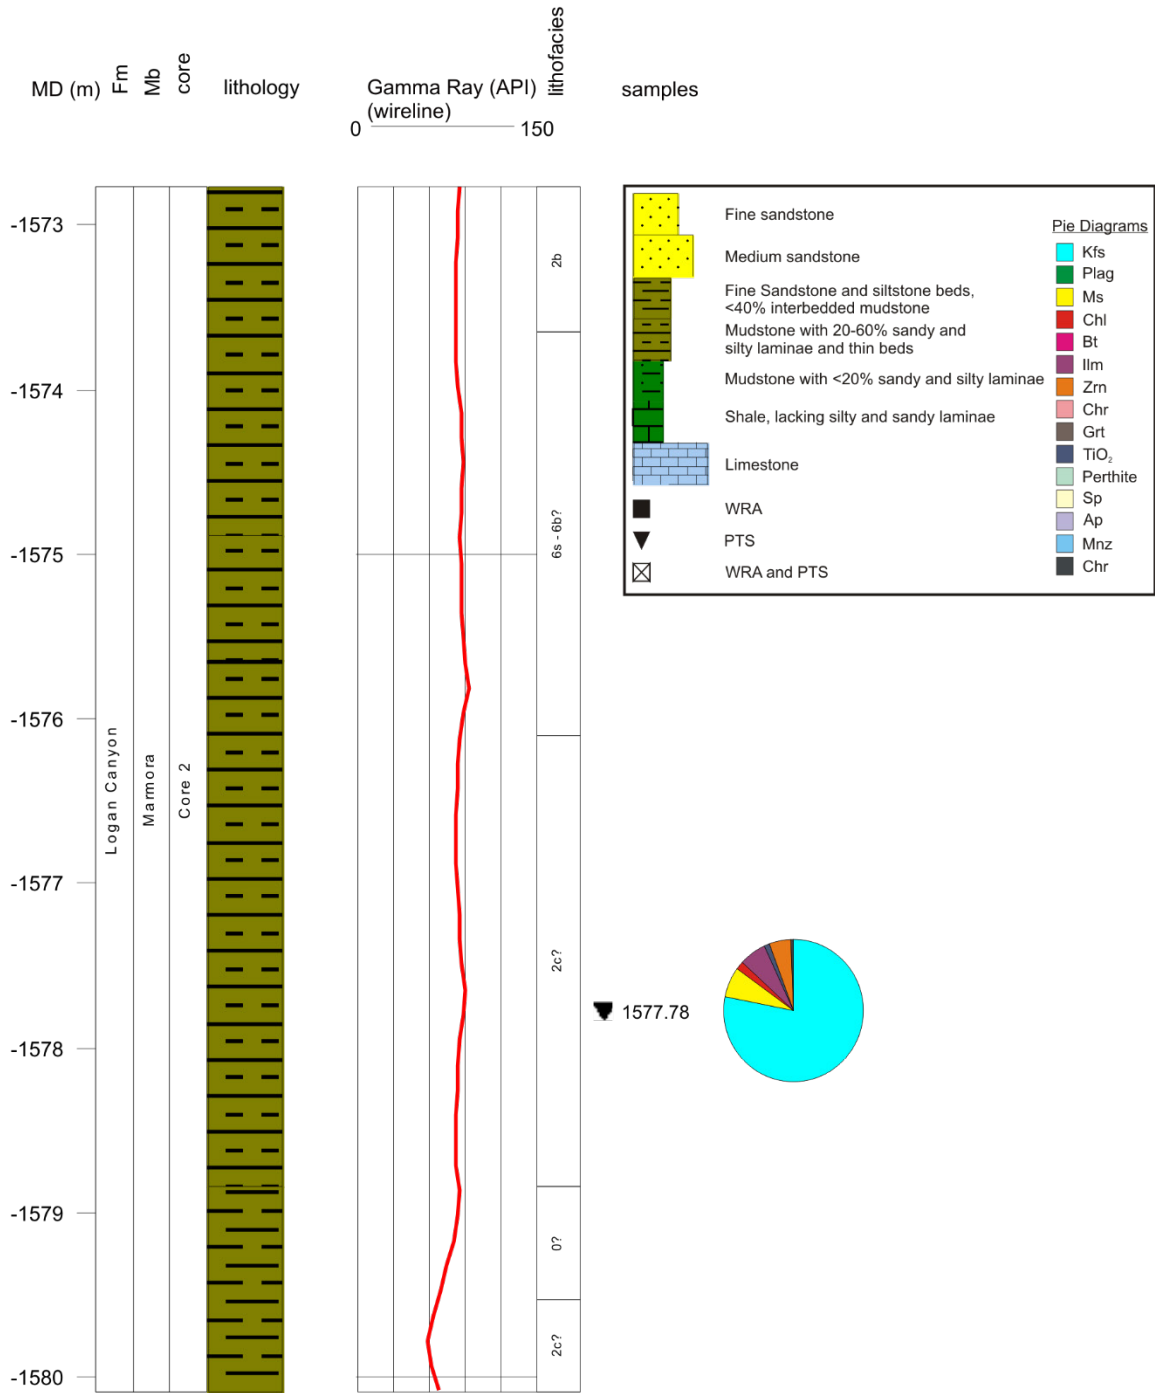 MD (m)
Fm
Mb
core
lithology
Gamma Ray (API)
(wireline)
0
150
lithofacies
samples
-1573
-1574
-1575
-1576
-1577
-1578
-1579
-1580
Logan Canyon
Marmora
Core 2
2b
6s - 6b?
2c?
0?
2c?
1577.78
Fine sandstone
Medium sandstone
Fine Sandstone and siltstone beds,
<40% interbedded mudstone
Mudstone with 20-60% sandy and
silty laminae and thin beds
Mudstone with <20% sandy and silty laminae
Shale, lacking silty and sandy laminae
Limestone
WRA
PTS
WRA and PTS
Pie Diagrams
Kfs
Plag
Ms
Chl
Bt
Ilm
Zrn
Chr
Grt
TiO₂
Perthite
Sp
Ap
Mnz
Chr